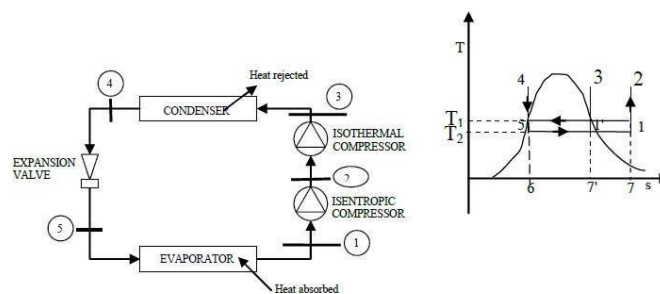 Heat rejected
4
CONDENSER
3
ISOTHERMAL
COMPRESSOR
EXPANSION
VALVE
2
ISENTROPIC
COMPRESSOR
5
1
EVAPORATOR
Heat absorbed
T
4
3
2
T1
5
1'
1
T2
6
7'
7
s